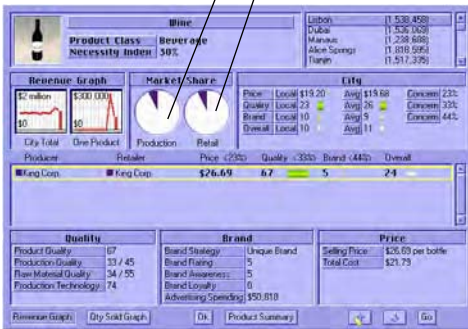 Wine
Product Class Beverage
Necessity Index 50%
Lisbon (1,538,458)
Dubai (1,536,069)
Manaus (1,238,688)
Alice Springs (1,818,595)
Tianjin (1,517,335)
Revenue Graph
$2 million
$0
$300,000
$0
City Total One Product
Market Share
Production Retail
City
Price Local $19.20 Avg $19.68 Concern 23%
Quality Local 23 Avg 26 Concern 33%
Brand Local 10 Avg 9 Concern 44%
Overall Local 10 Avg 11
Producer Retailer Price <23%> Quality <33%> Brand <44%> Overall
King Corp. King Corp. $26.69 67 5 24
Quality
Product Quality 67
Production Quality 33 / 45
Raw Material Quality 34 / 55
Production Technology 74
Brand
Brand Strategy Unique Brand
Brand Rating 5
Brand Awareness 5
Brand Loyalty 0
Advertising Spending $50,818
Price
Selling Price $26.69 per bottle
Total Cost $21.79
Revenue Graph Qty Sold Graph Ok Product Summary Go